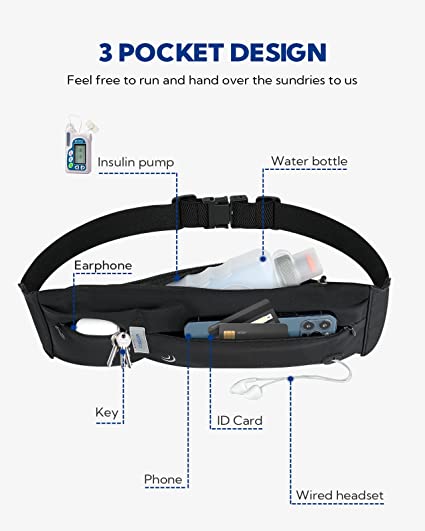 3 POCKET DESIGN
Feel free to run and hand over the sundries to us
Insulin pump
Water bottle
Earphone
Key
ID Card
Phone
Wired headset